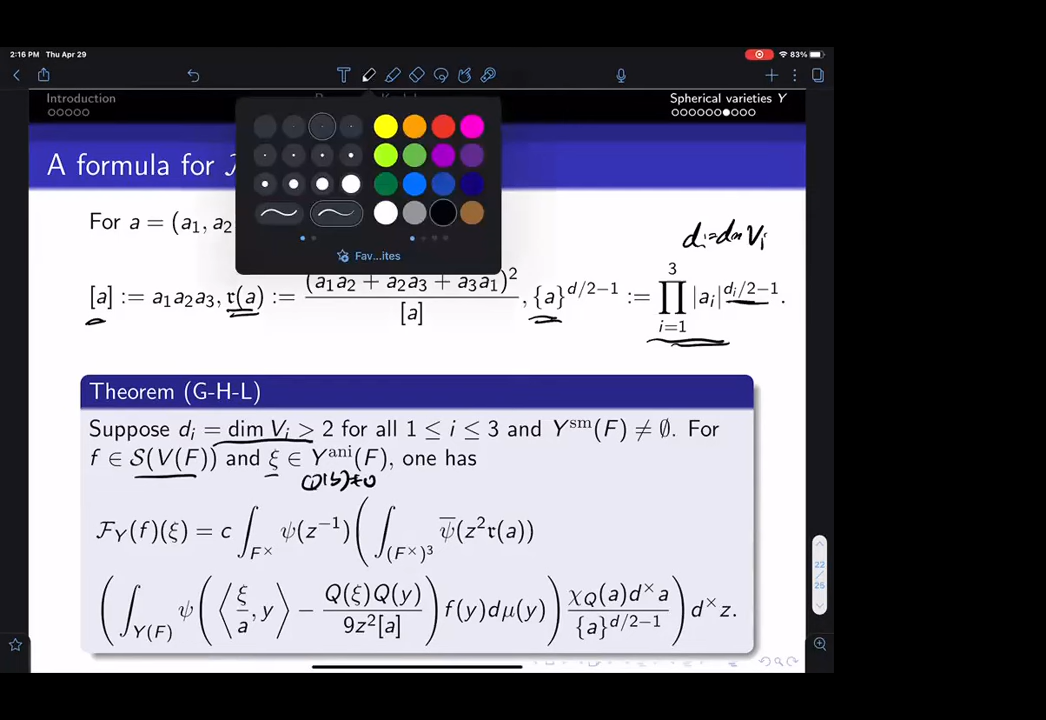 2:16 PM Thu Apr 29
83%
Introduction
Spherical varieties Y
A formula for
For a = (a₁, a₂
dᵢ = dim Vᵢ
[a] := a₁a₂a₃, 𝔯(a) := (a₁a₂ + a₂a₃ + a₃a₁)² / [a], {a}^{d/2−1} := ∏_{i=1}^{3} |aᵢ|^{dᵢ/2−1}.
Fav...ites
Theorem (G-H-L)
Suppose dᵢ = dim Vᵢ > 2 for all 1 ≤ i ≤ 3 and Y^{sm}(F) ≠ ∅. For
f ∈ 𝒮(V(F)) and ξ ∈ Y^{ani}(F), one has
ℱ_Y(f)(ξ) = c ∫_{F^×} ψ(z^{−1}) ( ∫_{(F^×)^3} ψ̄(z²𝔯(a))
( ∫_{Y(F)} ψ ( ⟨ ξ/a, y ⟩ − Q(ξ)Q(y) / 9z²[a] ) f(y)dμ(y) ) χ_Q(a)d^×a / {a}^{d/2−1} ) d^×z.
22
/
25